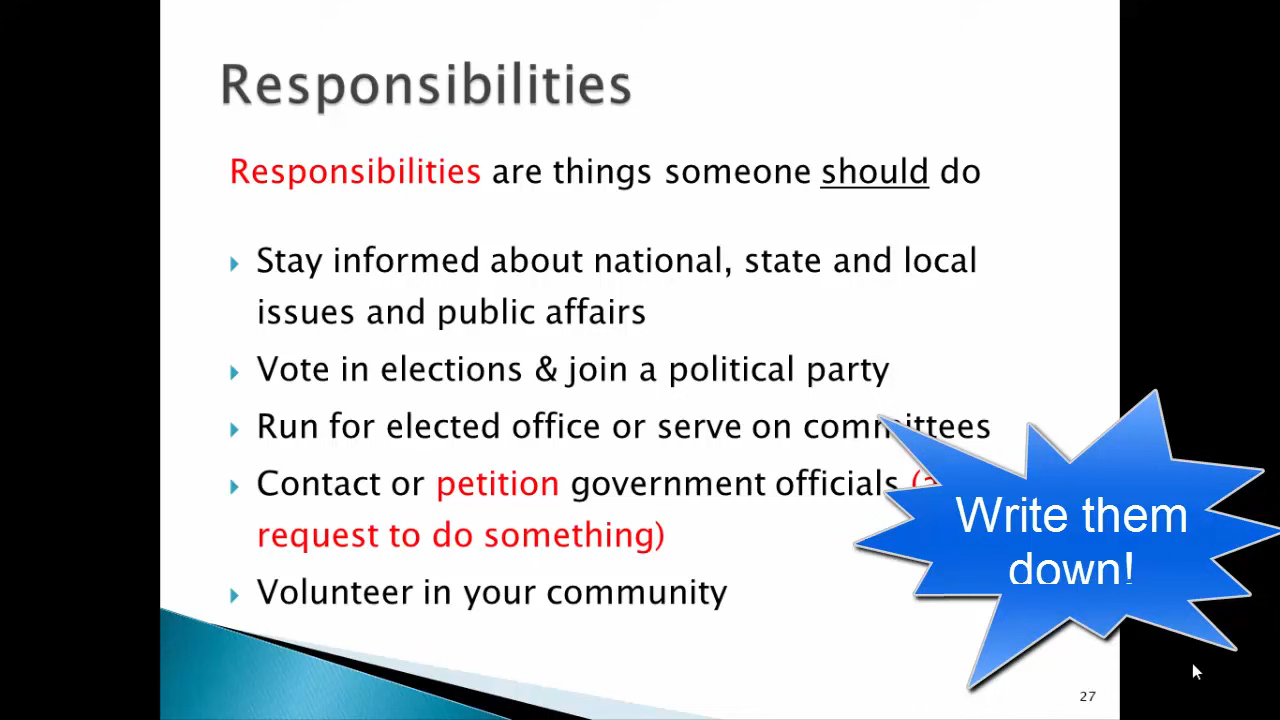 Responsibilities
Responsibilities are things someone should do
Stay informed about national, state and local
issues and public affairs
Vote in elections & join a political party
Run for elected office or serve on committees
Contact or petition government officials (a
request to do something)
Volunteer in your community
Write them
down!
27